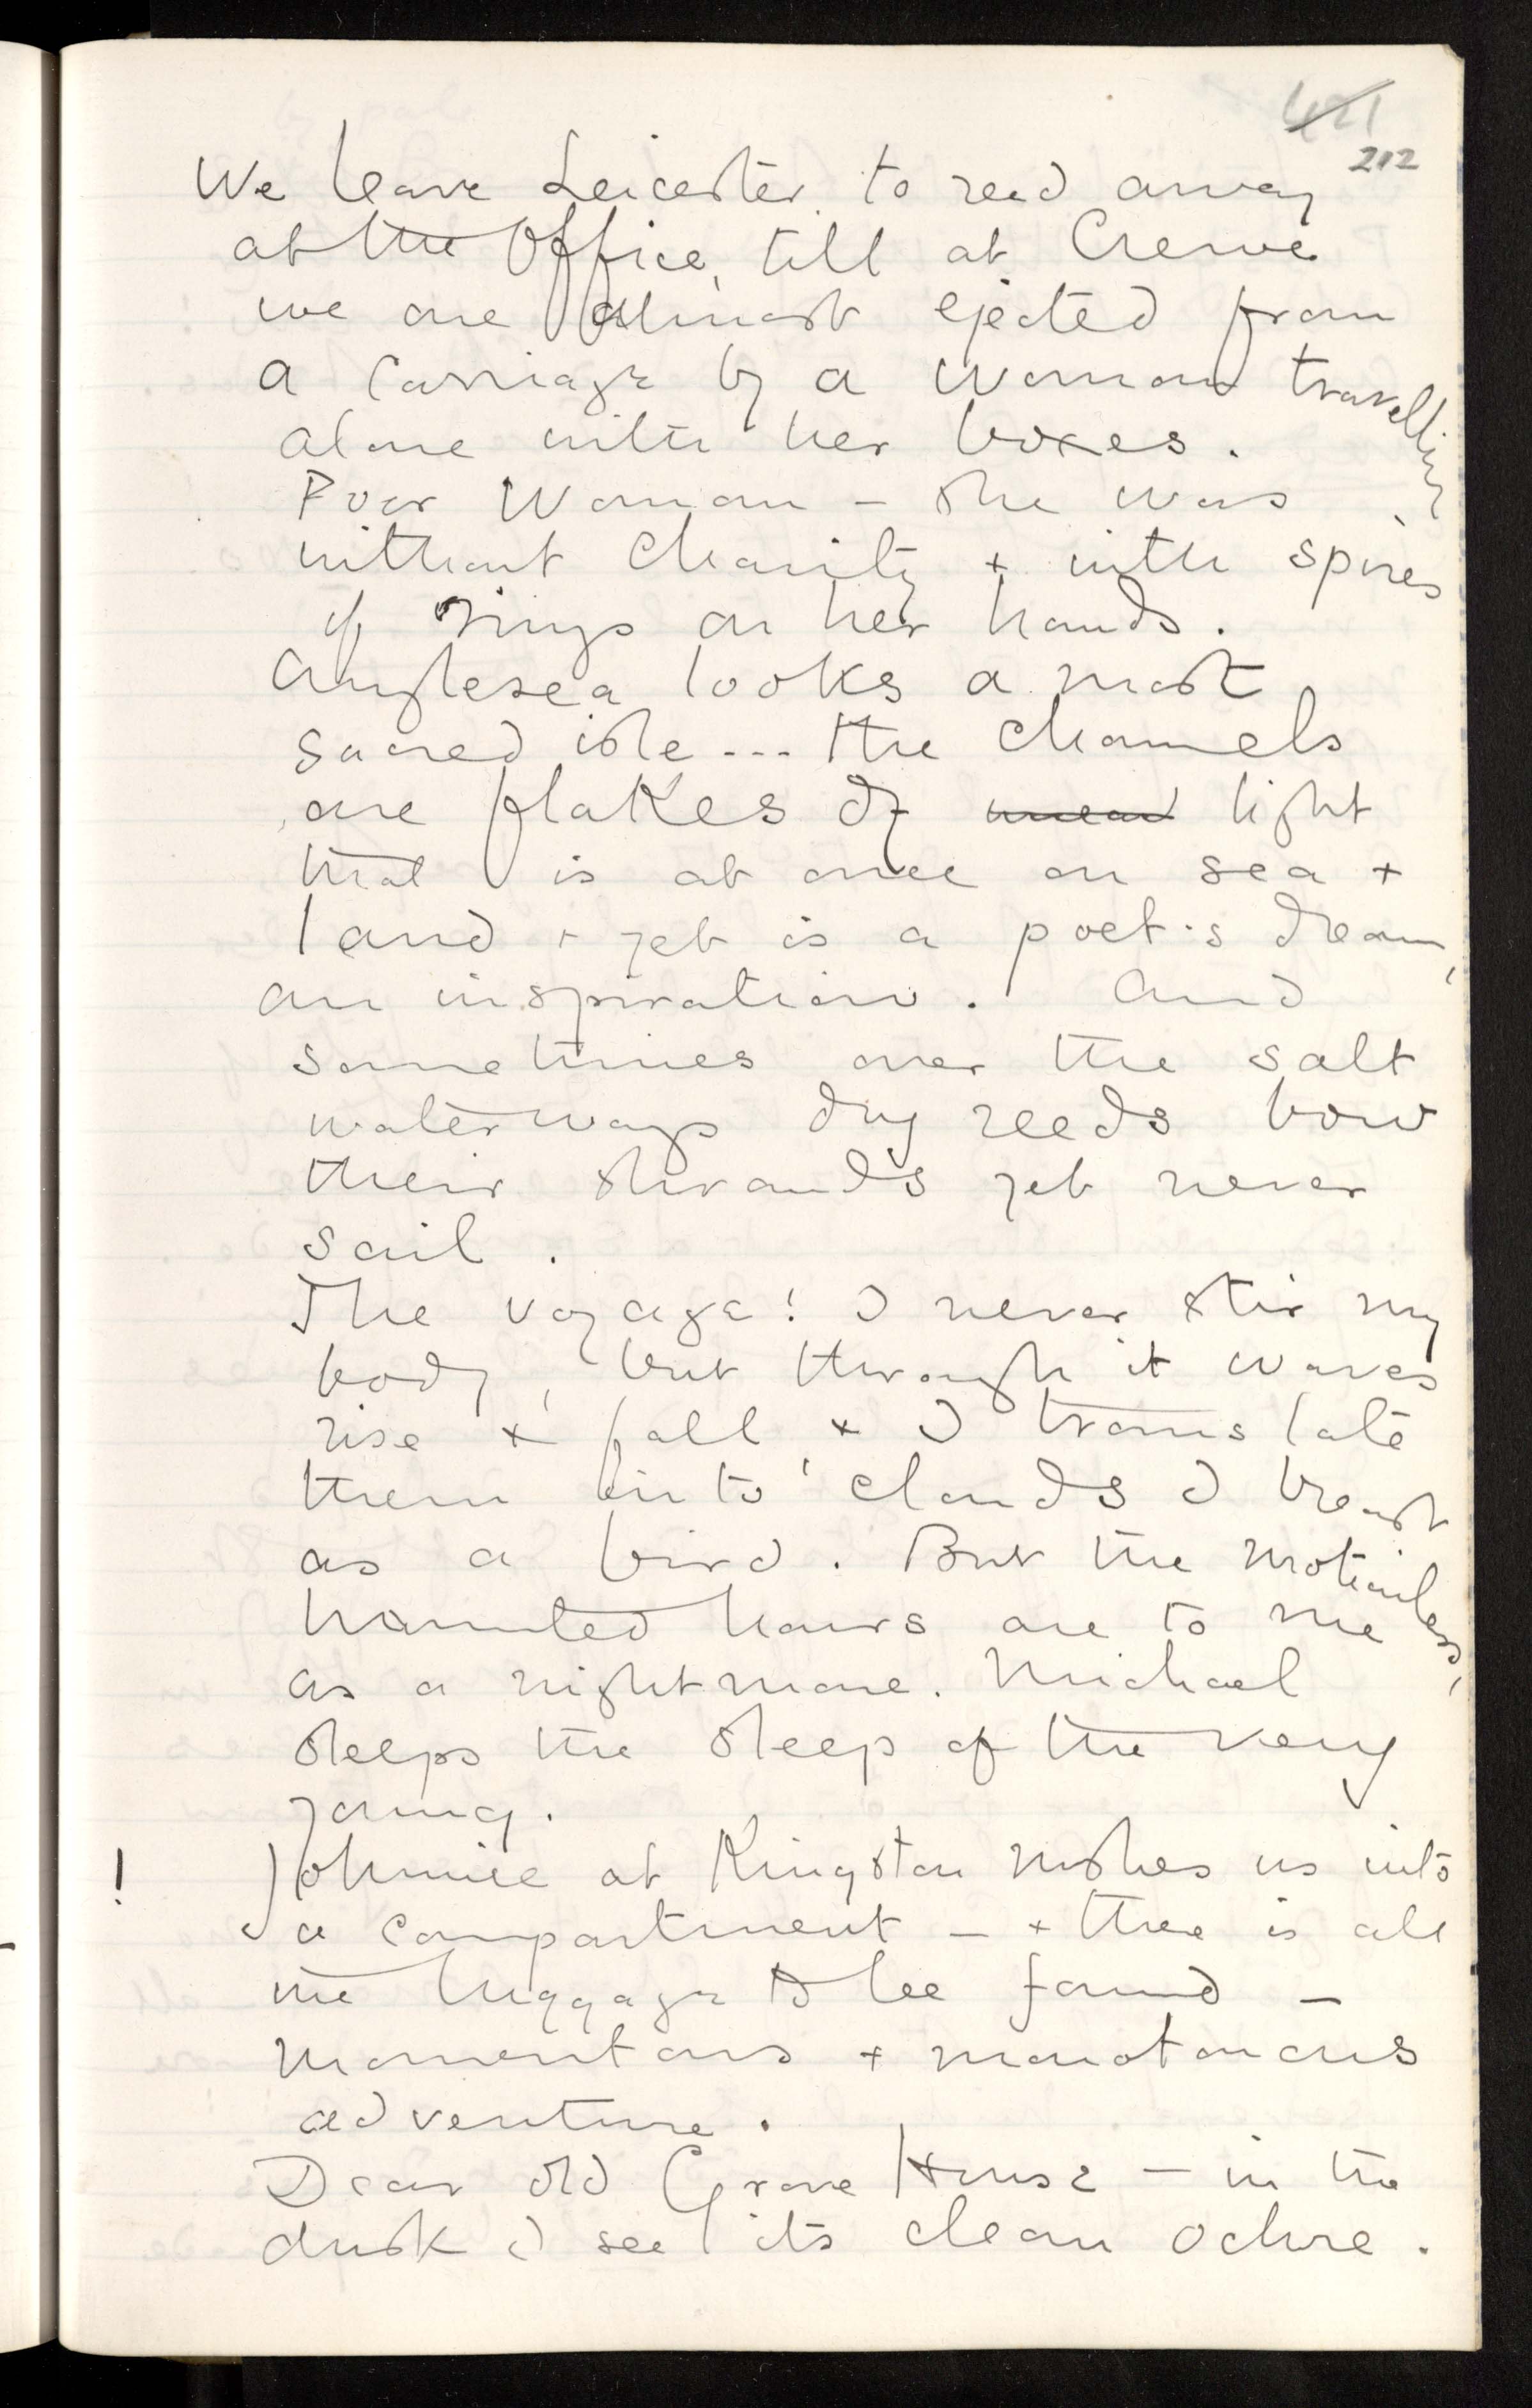 421
212
We leave Leicester, to read away
at the Office, till at Crewe
we are almost ejected from
a carriage by a woman travelling
alone with her boxes.
Poor Woman – she was
without charity + with spires
of rings on her hands.
Anglesea looks a most
sacred isle --- the channels
are flakes of light
that is at once on sea +
land + yet is a poet's dream,
an inspiration. And
sometimes over the salt
waterways dry reeds bow
their strands yet never
sail.
The voyage! I never stir my
body, but through it waves
rise + fall, + I translate
them into clouds I breast
as a bird. But the motionless,
haunted hours are to me
as a nightmare. Michael
sleeps the sleep of the very
young.
! Johnnie at Kingston rushes us into
a compartment – + there is all
the luggage to be found –
momentous + monotonous
adventure.
Dear old Grove House – in the
dusk I see its clean ochre.